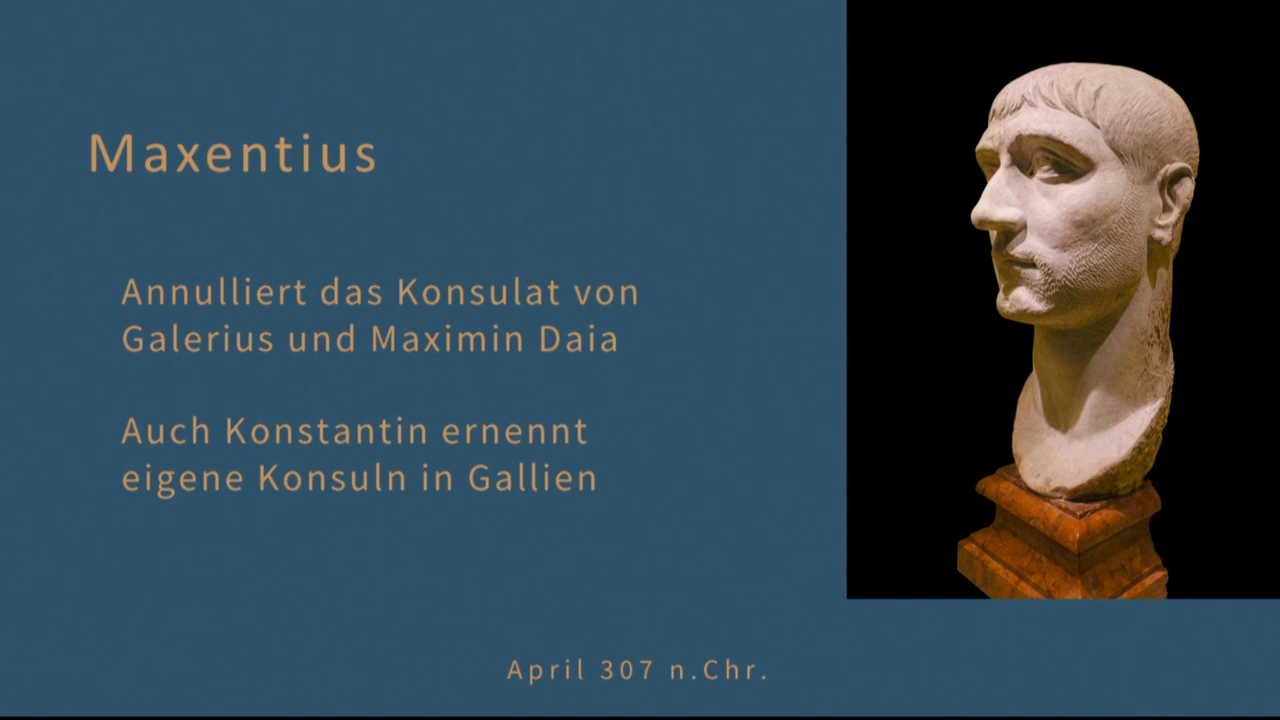 Maxentius
Annulliert das Konsulat von
Galerius und Maximin Daia
Auch Konstantin ernennt
eigene Konsuln in Gallien
April 307 n.Chr.